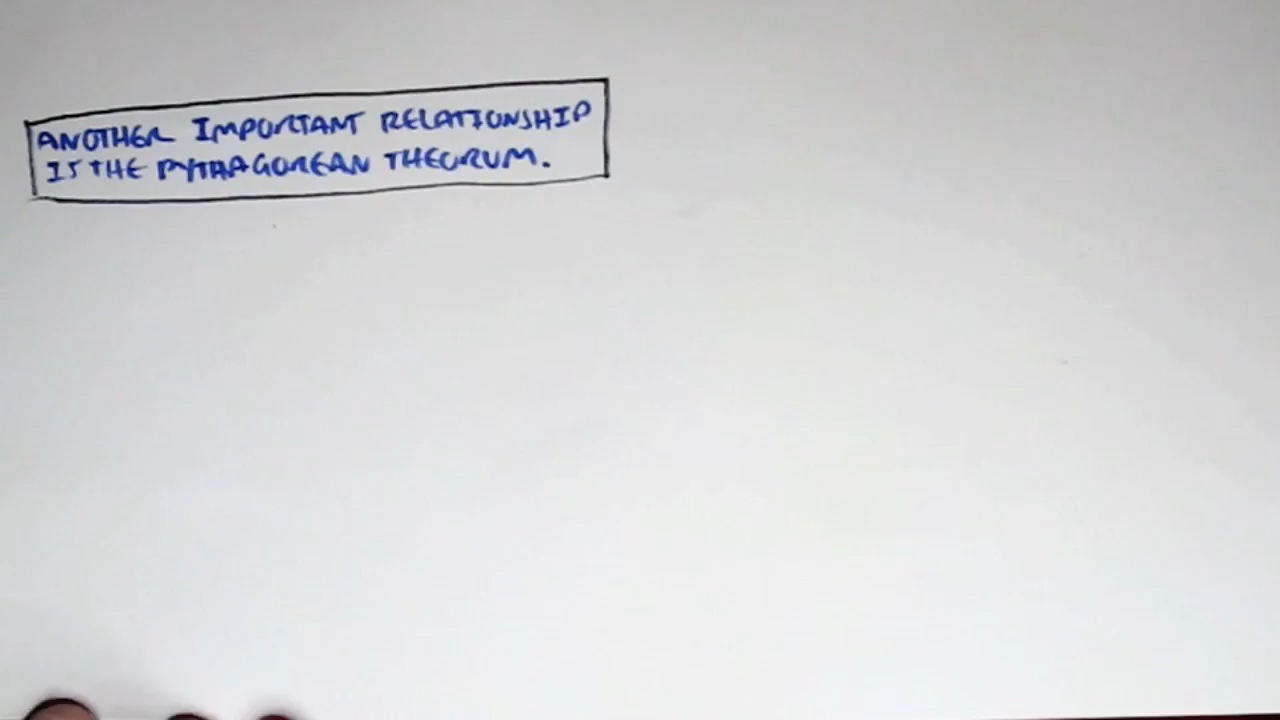 ANOTHER IMPORTANT RELATIONSHIP
IS THE PYTHAGOREAN THEORUM.